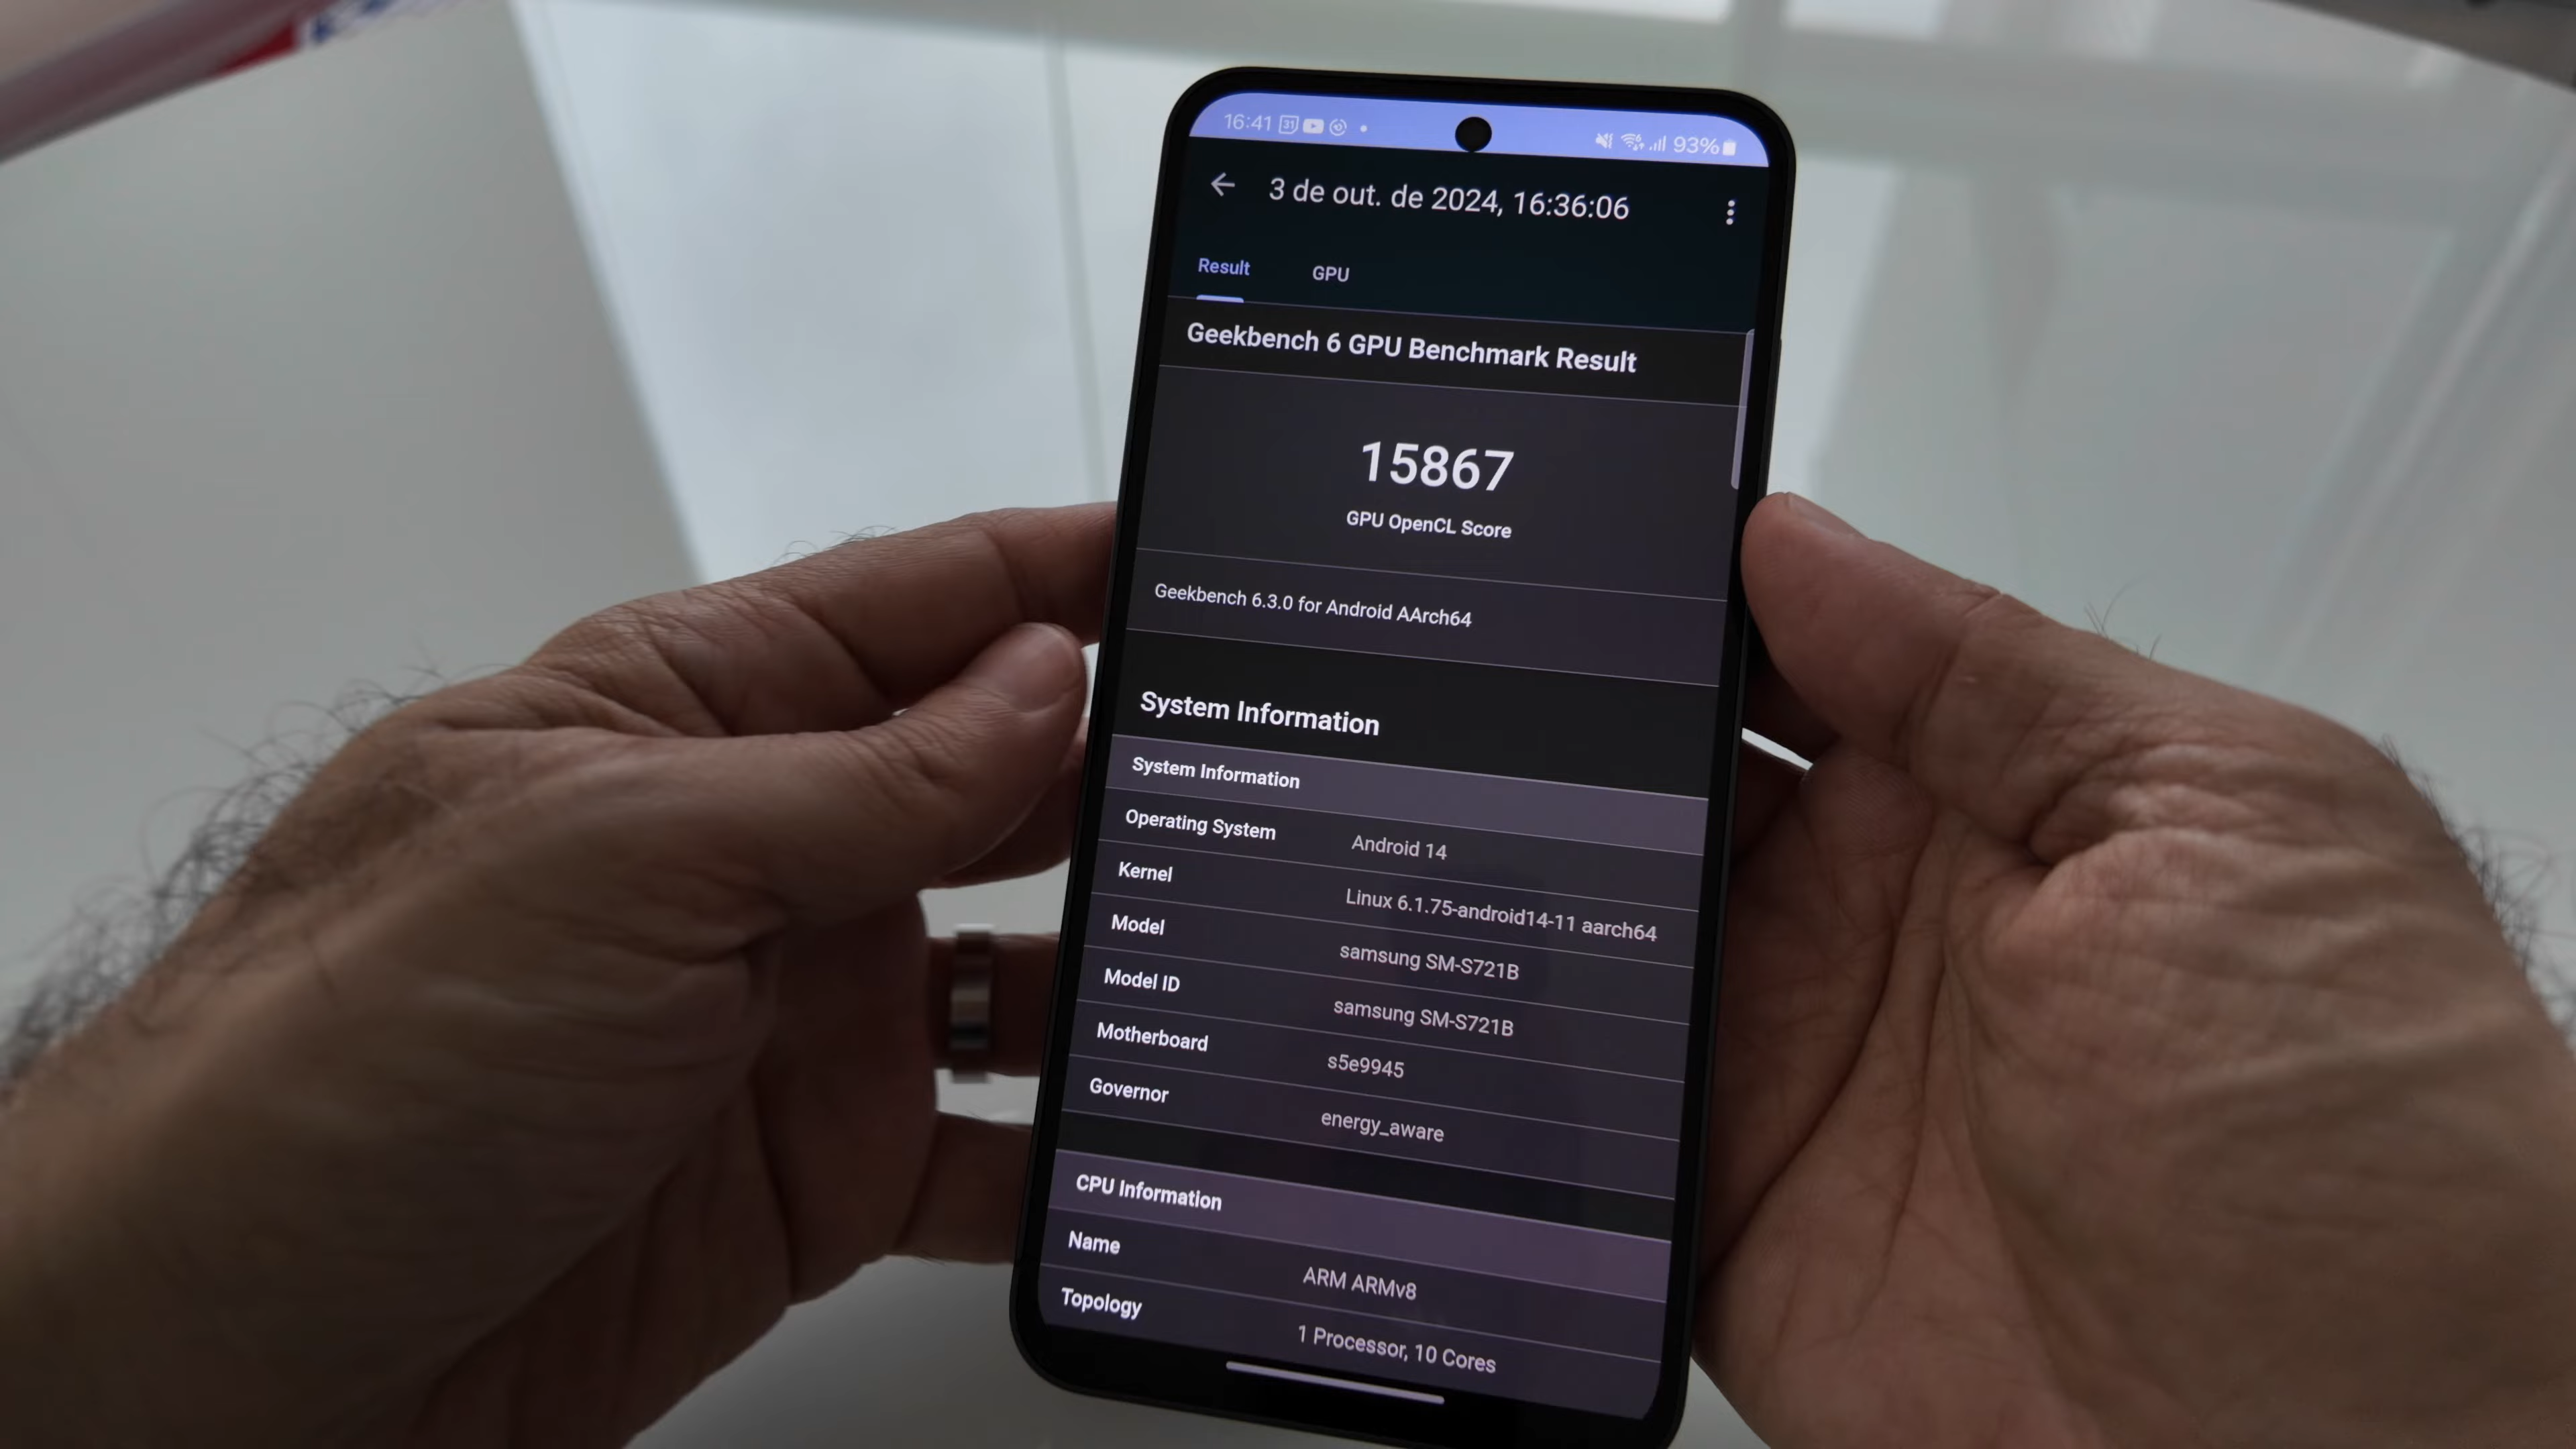 16:41 31 93%
3 de out. de 2024, 16:36:06
Result GPU
Geekbench 6 GPU Benchmark Result
15867
GPU OpenCL Score
Geekbench 6.3.0 for Android AArch64
System Information
System Information
Operating System Android 14
Kernel Linux 6.1.75-android14-11 aarch64
Model samsung SM-S721B
Model ID samsung SM-S721B
Motherboard s5e9945
Governor energy_aware
CPU Information
Name ARM ARMv8
Topology 1 Processor, 10 Cores